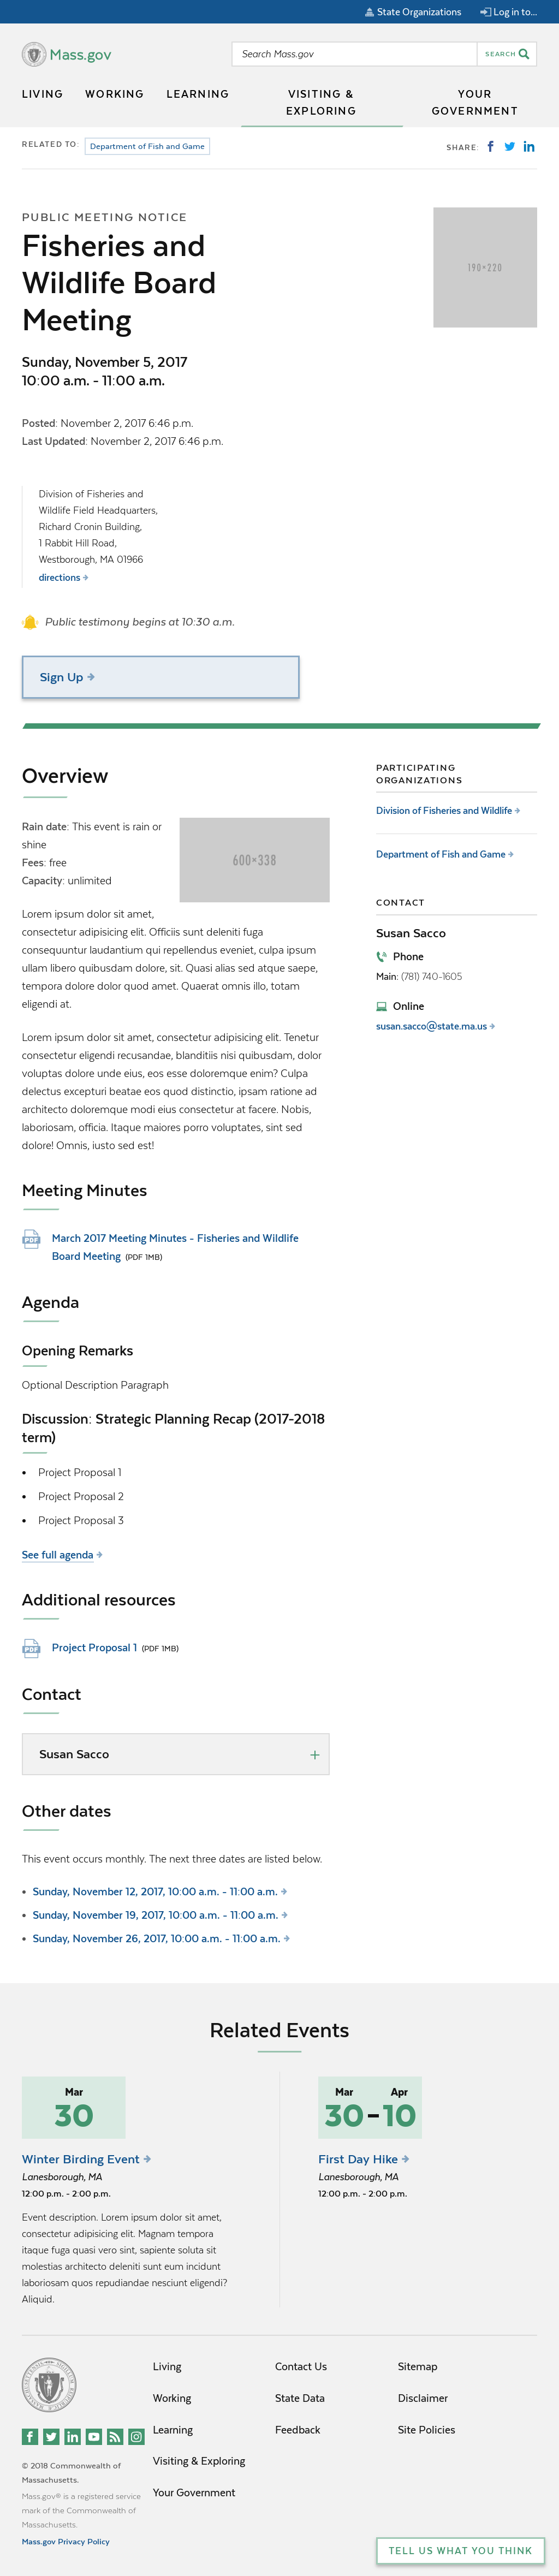 State Organizations
Log in to...
Mass.gov
Search Mass.gov
SEARCH
LIVING
WORKING
LEARNING
VISITING &
EXPLORING
YOUR
GOVERNMENT
RELATED TO:
Department of Fish and Game
SHARE:
PUBLIC MEETING NOTICE
Fisheries and
Wildlife Board
Meeting
190×220
Sunday, November 5, 2017
10:00 a.m. - 11:00 a.m.
Posted: November 2, 2017 6:46 p.m.
Last Updated: November 2, 2017 6:46 p.m.
Division of Fisheries and
Wildlife Field Headquarters,
Richard Cronin Building,
1 Rabbit Hill Road,
Westborough, MA 01966
directions
Public testimony begins at 10:30 a.m.
Sign Up
Overview
Rain date: This event is rain or
shine
Fees: free
Capacity: unlimited
600×338
Lorem ipsum dolor sit amet,
consectetur adipisicing elit. Officiis sunt deleniti fuga
consequuntur laudantium qui repellendus eveniet, culpa ipsum
ullam libero quibusdam dolore, sit. Quasi alias sed atque saepe,
tempora dolore dolor quod amet. Quaerat omnis illo, totam
eligendi at.
Lorem ipsum dolor sit amet, consectetur adipisicing elit. Tenetur
consectetur eligendi recusandae, blanditiis nisi quibusdam, dolor
voluptas dolore unde eius, eos esse doloremque enim? Culpa
delectus excepturi beatae eos quod distinctio, ipsam ratione ad
architecto doloremque modi eius consectetur at facere. Nobis,
laboriosam, officia. Itaque maiores porro voluptates, sint sed
dolore! Omnis, iusto sed est!
Meeting Minutes
PDF
March 2017 Meeting Minutes - Fisheries and Wildlife
Board Meeting (PDF 1MB)
Agenda
Opening Remarks
Optional Description Paragraph
Discussion: Strategic Planning Recap (2017-2018
term)
Project Proposal 1
Project Proposal 2
Project Proposal 3
See full agenda
Additional resources
PDF
Project Proposal 1 (PDF 1MB)
Contact
Susan Sacco
Other dates
This event occurs monthly. The next three dates are listed below.
Sunday, November 12, 2017, 10:00 a.m. - 11:00 a.m.
Sunday, November 19, 2017, 10:00 a.m. - 11:00 a.m.
Sunday, November 26, 2017, 10:00 a.m. - 11:00 a.m.
PARTICIPATING
ORGANIZATIONS
Division of Fisheries and Wildlife
Department of Fish and Game
CONTACT
Susan Sacco
Phone
Main: (781) 740-1605
Online
susan.sacco@state.ma.us
Related Events
Mar
30
Winter Birding Event
Lanesborough, MA
12:00 p.m. - 2:00 p.m.
Event description. Lorem ipsum dolor sit amet,
consectetur adipisicing elit. Magnam tempora
itaque fuga quasi vero sint, sapiente soluta sit
molestias architecto deleniti sunt eum incidunt
laboriosam quos repudiandae nesciunt eligendi?
Aliquid.
Mar Apr
30-10
First Day Hike
Lanesborough, MA
12:00 p.m. - 2:00 p.m.
Living
Working
Learning
Visiting & Exploring
Your Government
Contact Us
State Data
Feedback
Sitemap
Disclaimer
Site Policies
© 2018 Commonwealth of
Massachusetts.
Mass.gov® is a registered service
mark of the Commonwealth of
Massachusetts.
Mass.gov Privacy Policy
TELL US WHAT YOU THINK